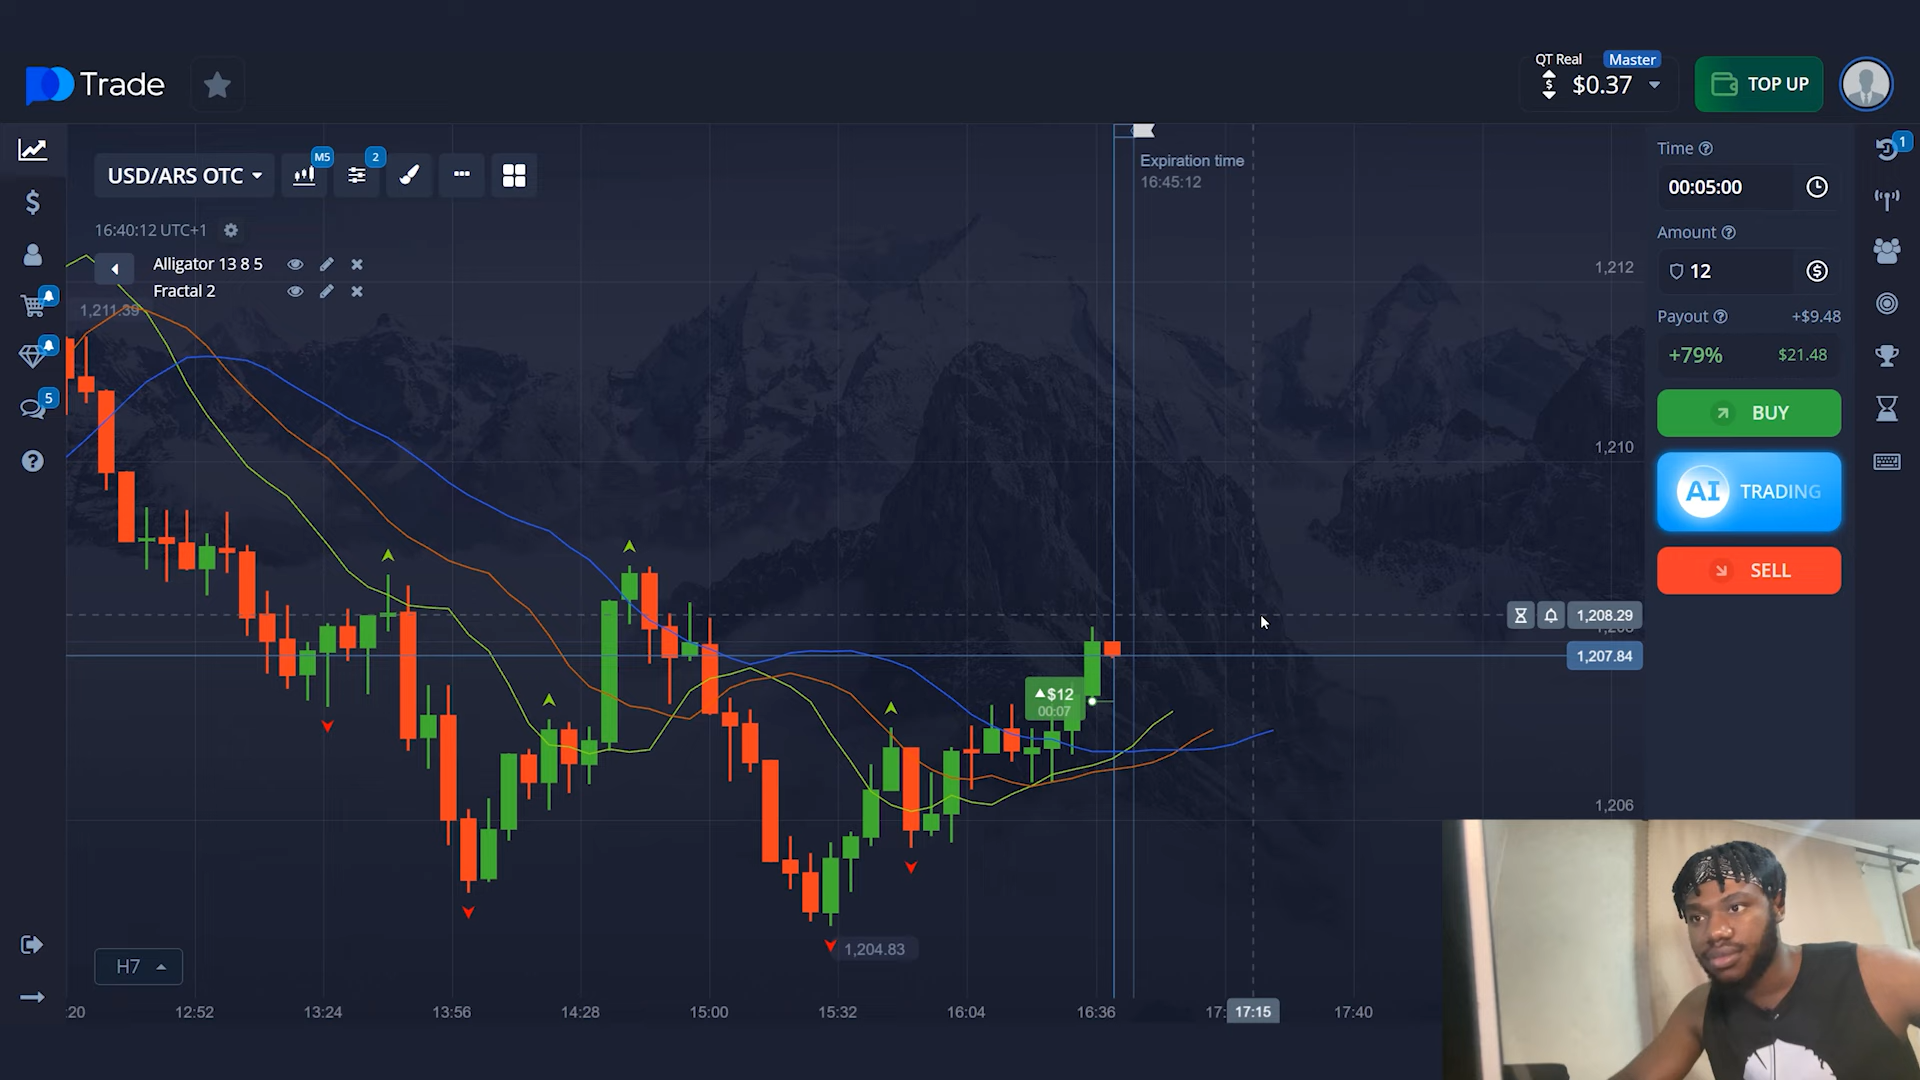 Trade
QT Real
Master
$0.37
TOP UP
USD/ARS OTC
M5
2
Expiration time
16:45:12
16:40:12 UTC+1
Alligator 13 8 5
Fractal 2
1,211.39
1,212
1,210
1,208.29
1,207.84
1,206
1,204.83
▲$12
00:07
Time
00:05:00
Amount
12
Payout
+$9.48
+79%
$21.48
BUY
AI TRADING
SELL
1
5
H7
:20
12:52
13:24
13:56
14:28
15:00
15:32
16:04
16:36
17:
17:15
17:40